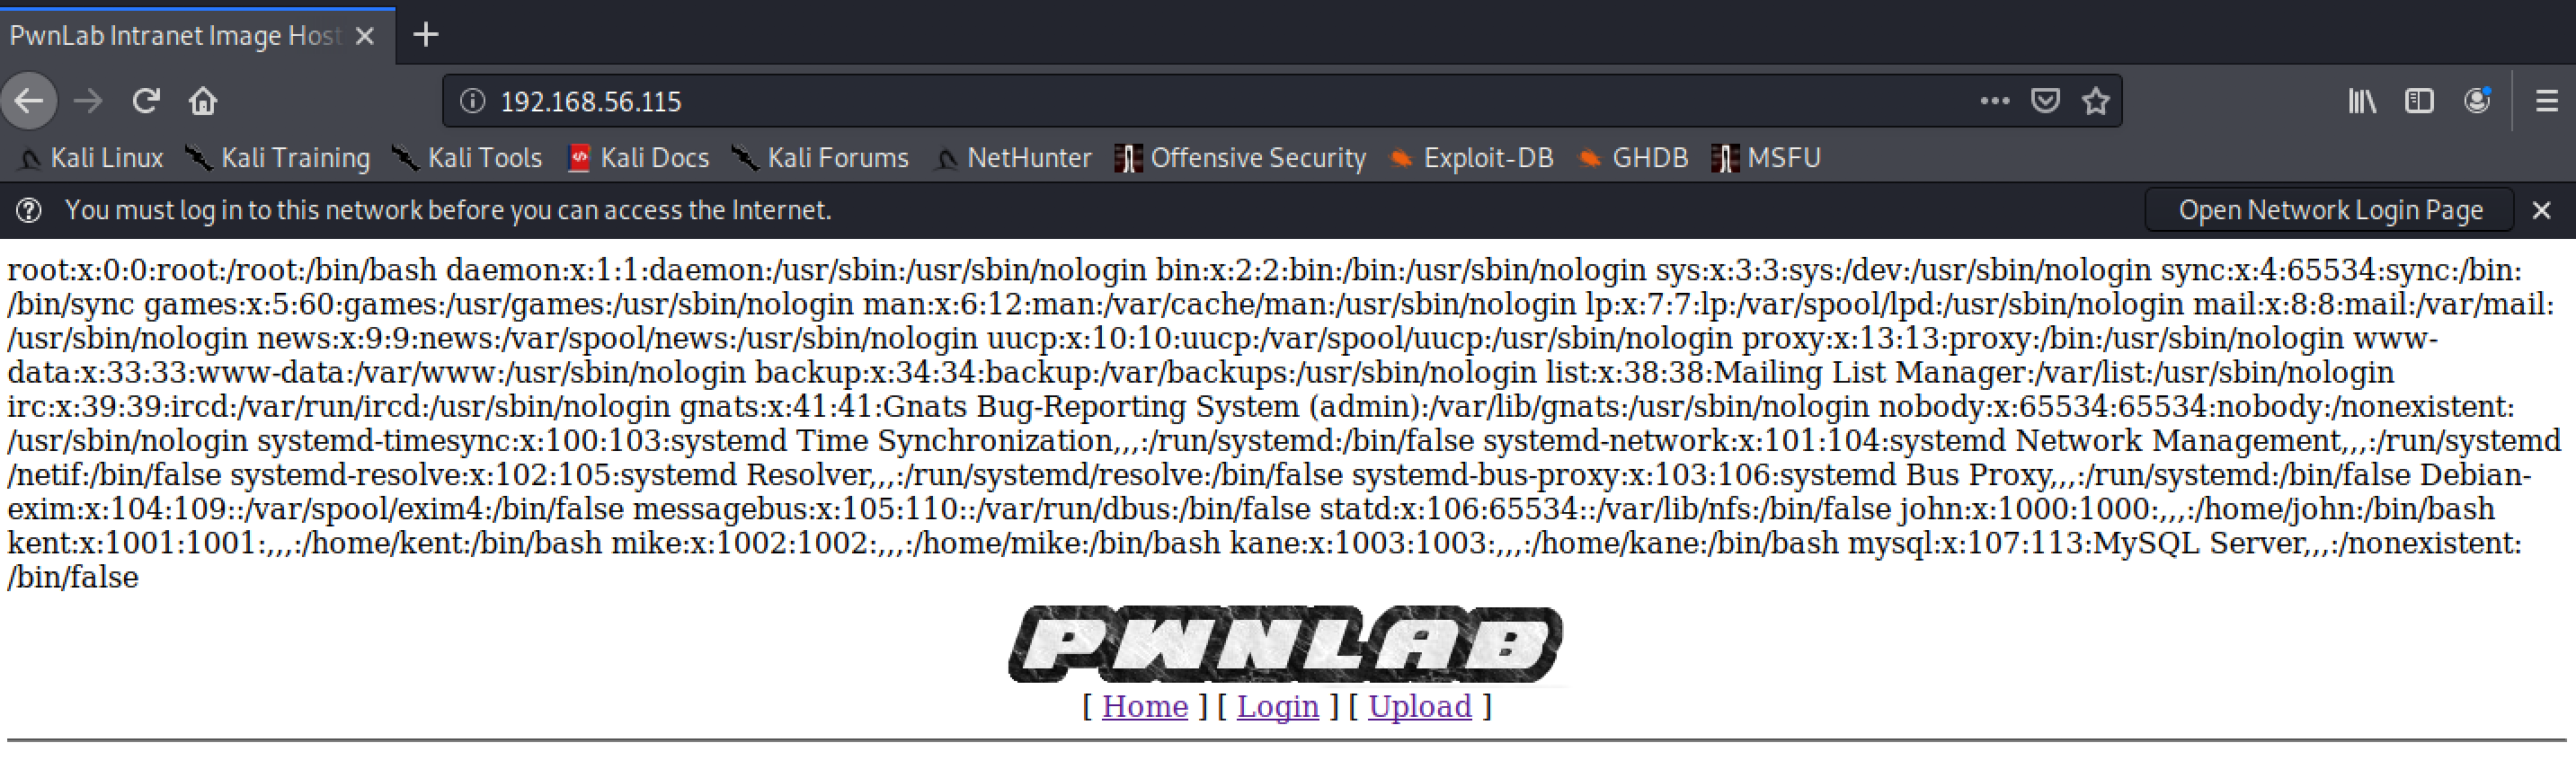 PwnLab Intranet Image Host
192.168.56.115
Kali Linux Kali Training Kali Tools Kali Docs Kali Forums NetHunter Offensive Security Exploit-DB GHDB MSFU
You must log in to this network before you can access the Internet. Open Network Login Page
root:x:0:0:root:/root:/bin/bash daemon:x:1:1:daemon:/usr/sbin:/usr/sbin/nologin bin:x:2:2:bin:/bin:/usr/sbin/nologin sys:x:3:3:sys:/dev:/usr/sbin/nologin sync:x:4:65534:sync:/bin:
/bin/sync games:x:5:60:games:/usr/games:/usr/sbin/nologin man:x:6:12:man:/var/cache/man:/usr/sbin/nologin lp:x:7:7:lp:/var/spool/lpd:/usr/sbin/nologin mail:x:8:8:mail:/var/mail:
/usr/sbin/nologin news:x:9:9:news:/var/spool/news:/usr/sbin/nologin uucp:x:10:10:uucp:/var/spool/uucp:/usr/sbin/nologin proxy:x:13:13:proxy:/bin:/usr/sbin/nologin www-
data:x:33:33:www-data:/var/www:/usr/sbin/nologin backup:x:34:34:backup:/var/backups:/usr/sbin/nologin list:x:38:38:Mailing List Manager:/var/list:/usr/sbin/nologin
irc:x:39:39:ircd:/var/run/ircd:/usr/sbin/nologin gnats:x:41:41:Gnats Bug-Reporting System (admin):/var/lib/gnats:/usr/sbin/nologin nobody:x:65534:65534:nobody:/nonexistent:
/usr/sbin/nologin systemd-timesync:x:100:103:systemd Time Synchronization,,,:/run/systemd:/bin/false systemd-network:x:101:104:systemd Network Management,,,:/run/systemd
/netif:/bin/false systemd-resolve:x:102:105:systemd Resolver,,,:/run/systemd/resolve:/bin/false systemd-bus-proxy:x:103:106:systemd Bus Proxy,,,:/run/systemd:/bin/false Debian-
exim:x:104:109::/var/spool/exim4:/bin/false messagebus:x:105:110::/var/run/dbus:/bin/false statd:x:106:65534::/var/lib/nfs:/bin/false john:x:1000:1000:,,,:/home/john:/bin/bash
kent:x:1001:1001:,,,:/home/kent:/bin/bash mike:x:1002:1002:,,,:/home/mike:/bin/bash kane:x:1003:1003:,,,:/home/kane:/bin/bash mysql:x:107:113:MySQL Server,,,:/nonexistent:
/bin/false
PWNLAB
[ Home ] [ Login ] [ Upload ]